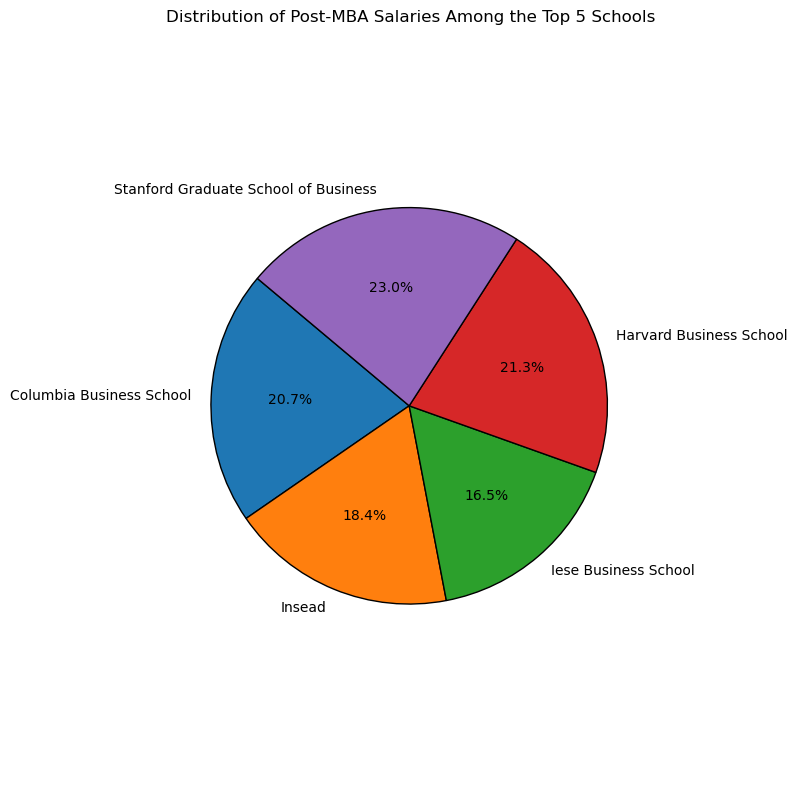 Distribution of Post-MBA Salaries Among the Top 5 Schools
Stanford Graduate School of Business
23.0%
Harvard Business School
21.3%
Columbia Business School
20.7%
16.5%
18.4%
Iese Business School
Insead